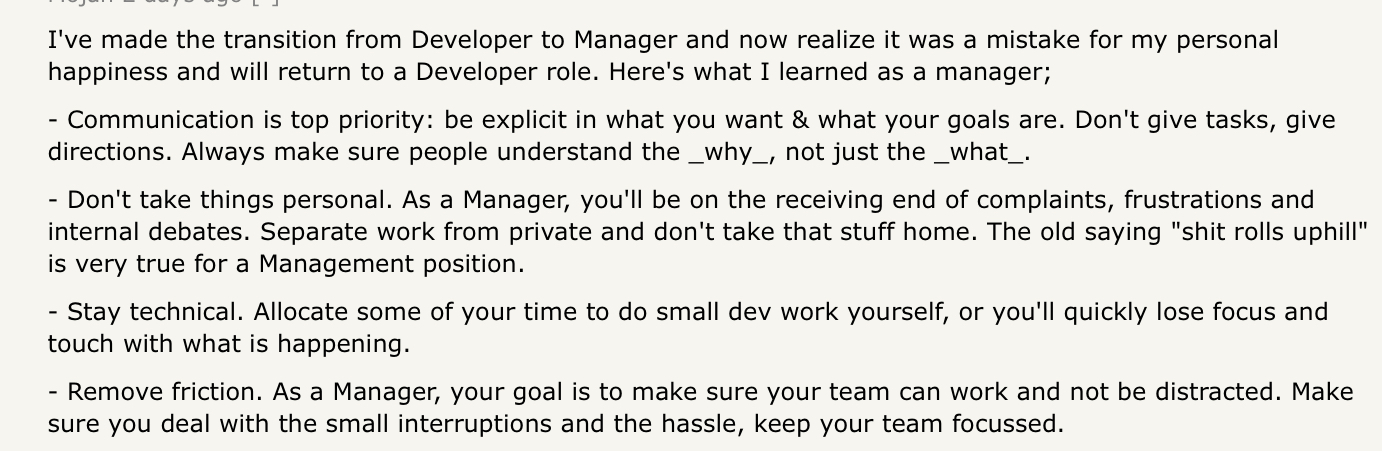 I've made the transition from Developer to Manager and now realize it was a mistake for my personal
happiness and will return to a Developer role. Here's what I learned as a manager;
- Communication is top priority: be explicit in what you want & what your goals are. Don't give tasks, give
directions. Always make sure people understand the _why_, not just the _what_.
- Don't take things personal. As a Manager, you'll be on the receiving end of complaints, frustrations and
internal debates. Separate work from private and don't take that stuff home. The old saying "shit rolls uphill"
is very true for a Management position.
- Stay technical. Allocate some of your time to do small dev work yourself, or you'll quickly lose focus and
touch with what is happening.
- Remove friction. As a Manager, your goal is to make sure your team can work and not be distracted. Make
sure you deal with the small interruptions and the hassle, keep your team focussed.